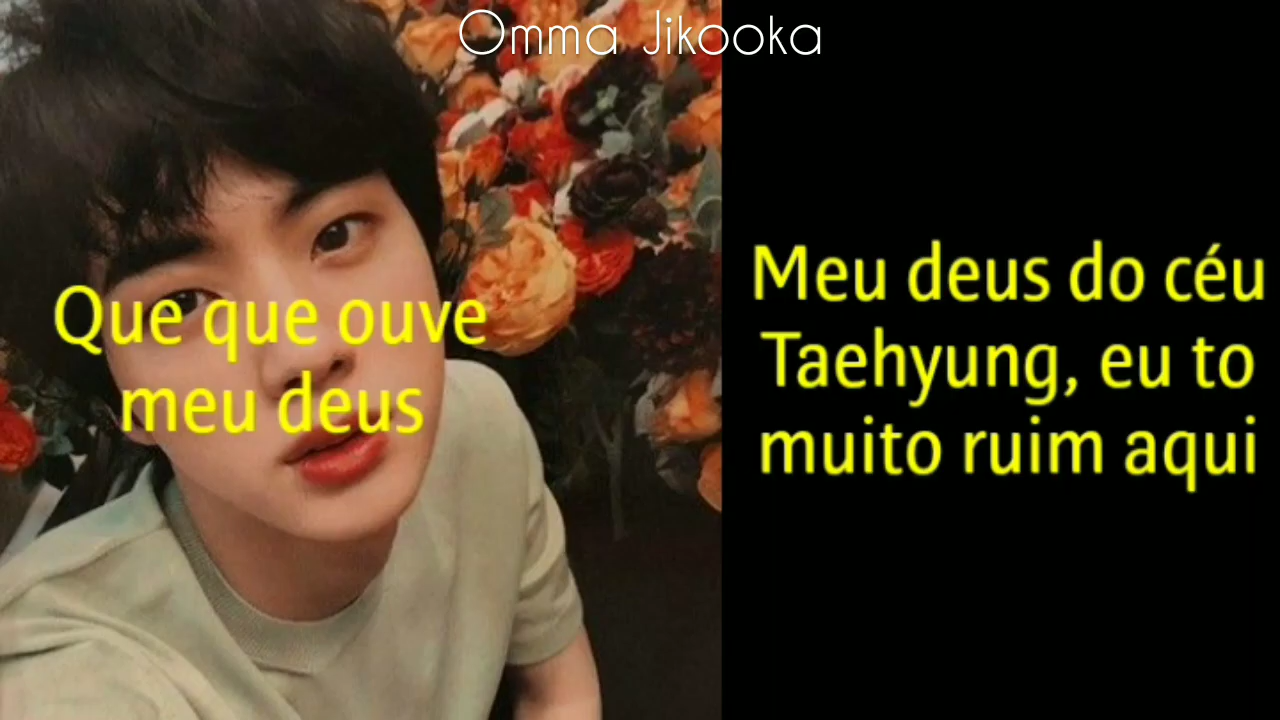 Omma Jikooka
Que que ouve
meu deus
Meu deus do céu
Taehyung, eu to
muito ruim aqui